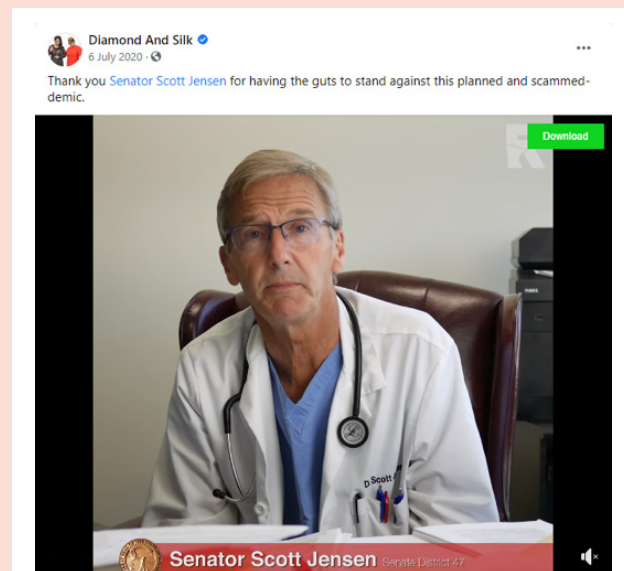 Diamond And Silk
6 July 2020 ·
Thank you Senator Scott Jensen for having the guts to stand against this planned and scammed-
demic.
Download
Scott
Senator Scott Jensen Senate District 47